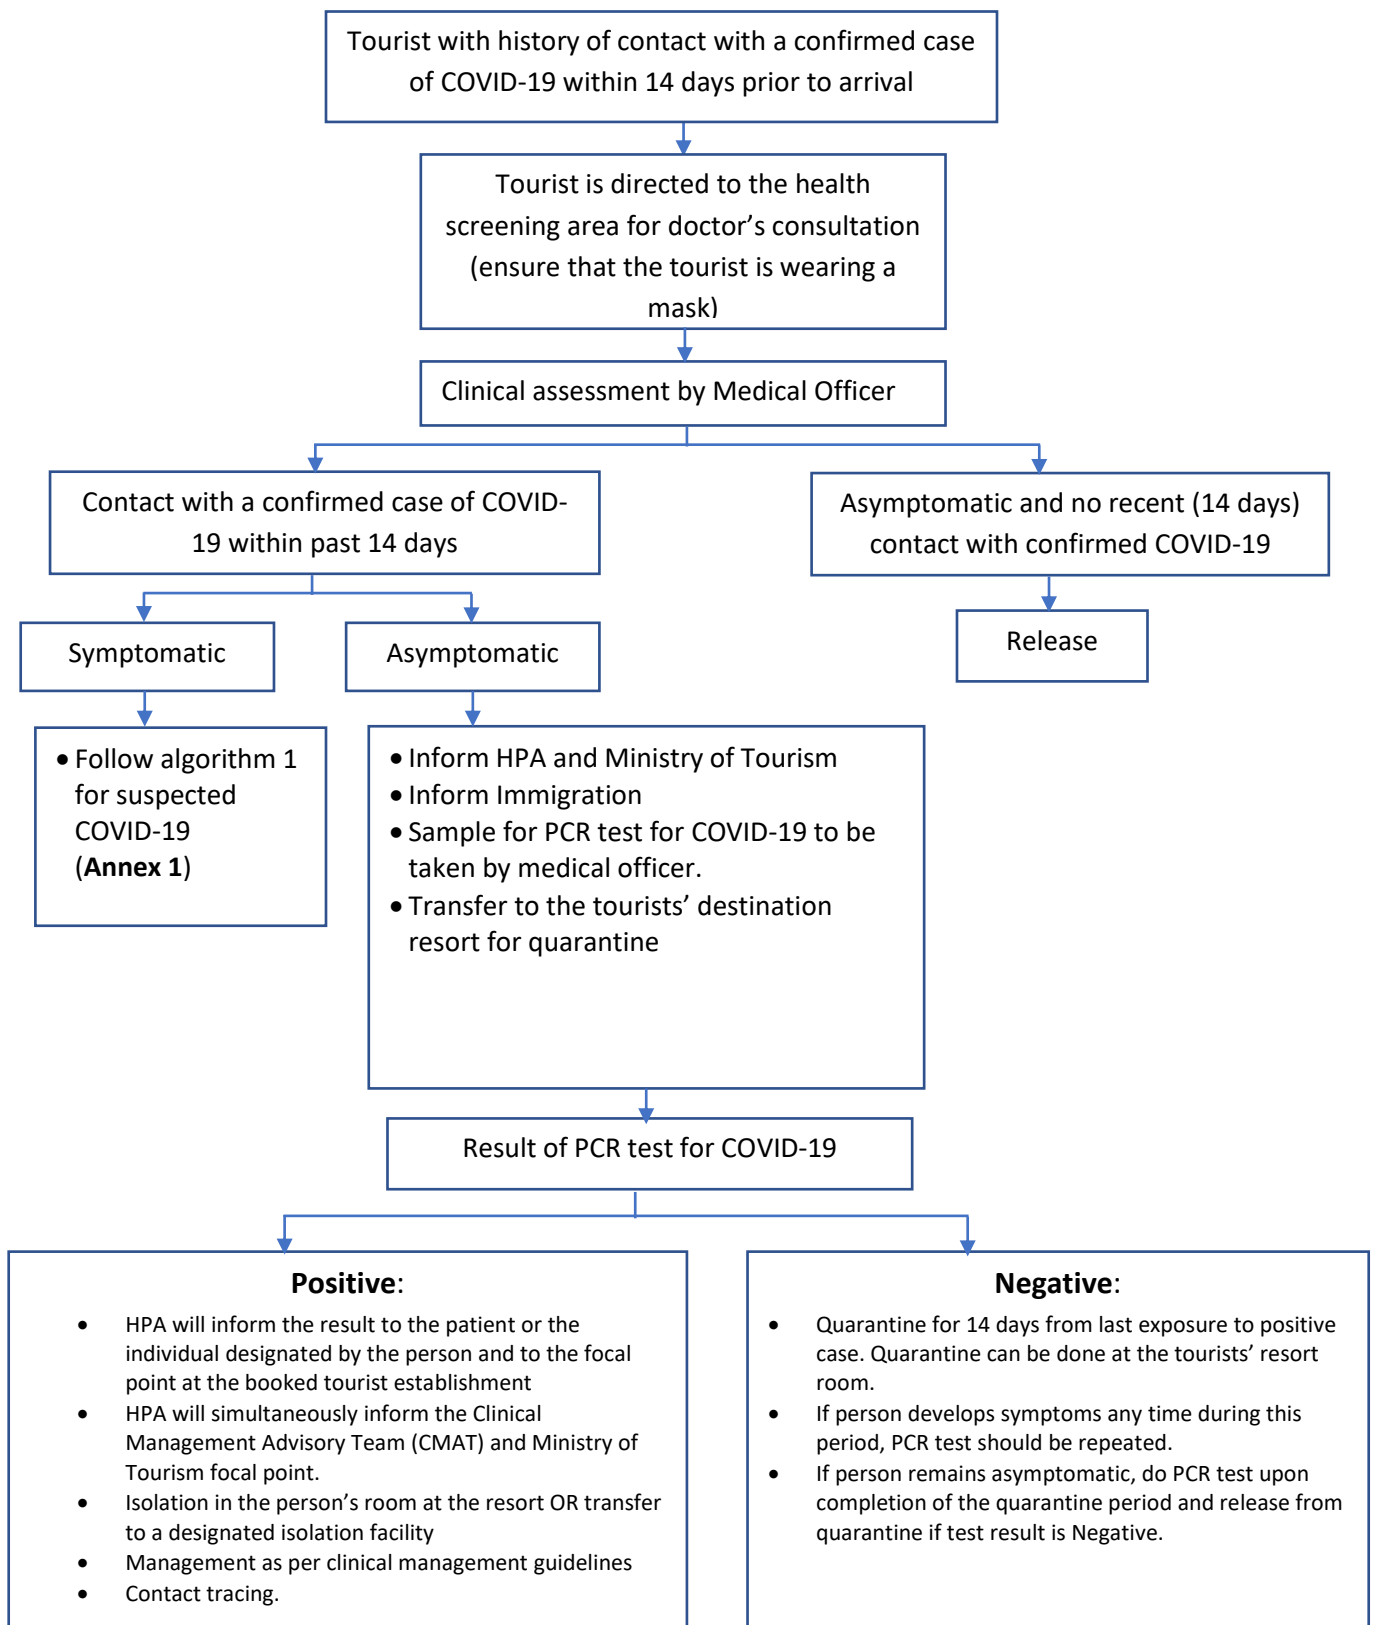 Tourist with history of contact with a confirmed case
of COVID-19 within 14 days prior to arrival
Tourist is directed to the health
screening area for doctor’s consultation
(ensure that the tourist is wearing a
mask)
Clinical assessment by Medical Officer
Contact with a confirmed case of COVID-
19 within past 14 days
Asymptomatic and no recent (14 days)
contact with confirmed COVID-19
Symptomatic
Asymptomatic
Release
• Follow algorithm 1
for suspected
COVID-19
(Annex 1)
• Inform HPA and Ministry of Tourism
• Inform Immigration
• Sample for PCR test for COVID-19 to be
taken by medical officer.
• Transfer to the tourists’ destination
resort for quarantine
Result of PCR test for COVID-19
Positive:
• HPA will inform the result to the patient or the
individual designated by the person and to the focal
point at the booked tourist establishment
• HPA will simultaneously inform the Clinical
Management Advisory Team (CMAT) and Ministry of
Tourism focal point.
• Isolation in the person’s room at the resort OR transfer
to a designated isolation facility
• Management as per clinical management guidelines
• Contact tracing.
Negative:
• Quarantine for 14 days from last exposure to positive
case. Quarantine can be done at the tourists’ resort
room.
• If person develops symptoms any time during this
period, PCR test should be repeated.
• If person remains asymptomatic, do PCR test upon
completion of the quarantine period and release from
quarantine if test result is Negative.